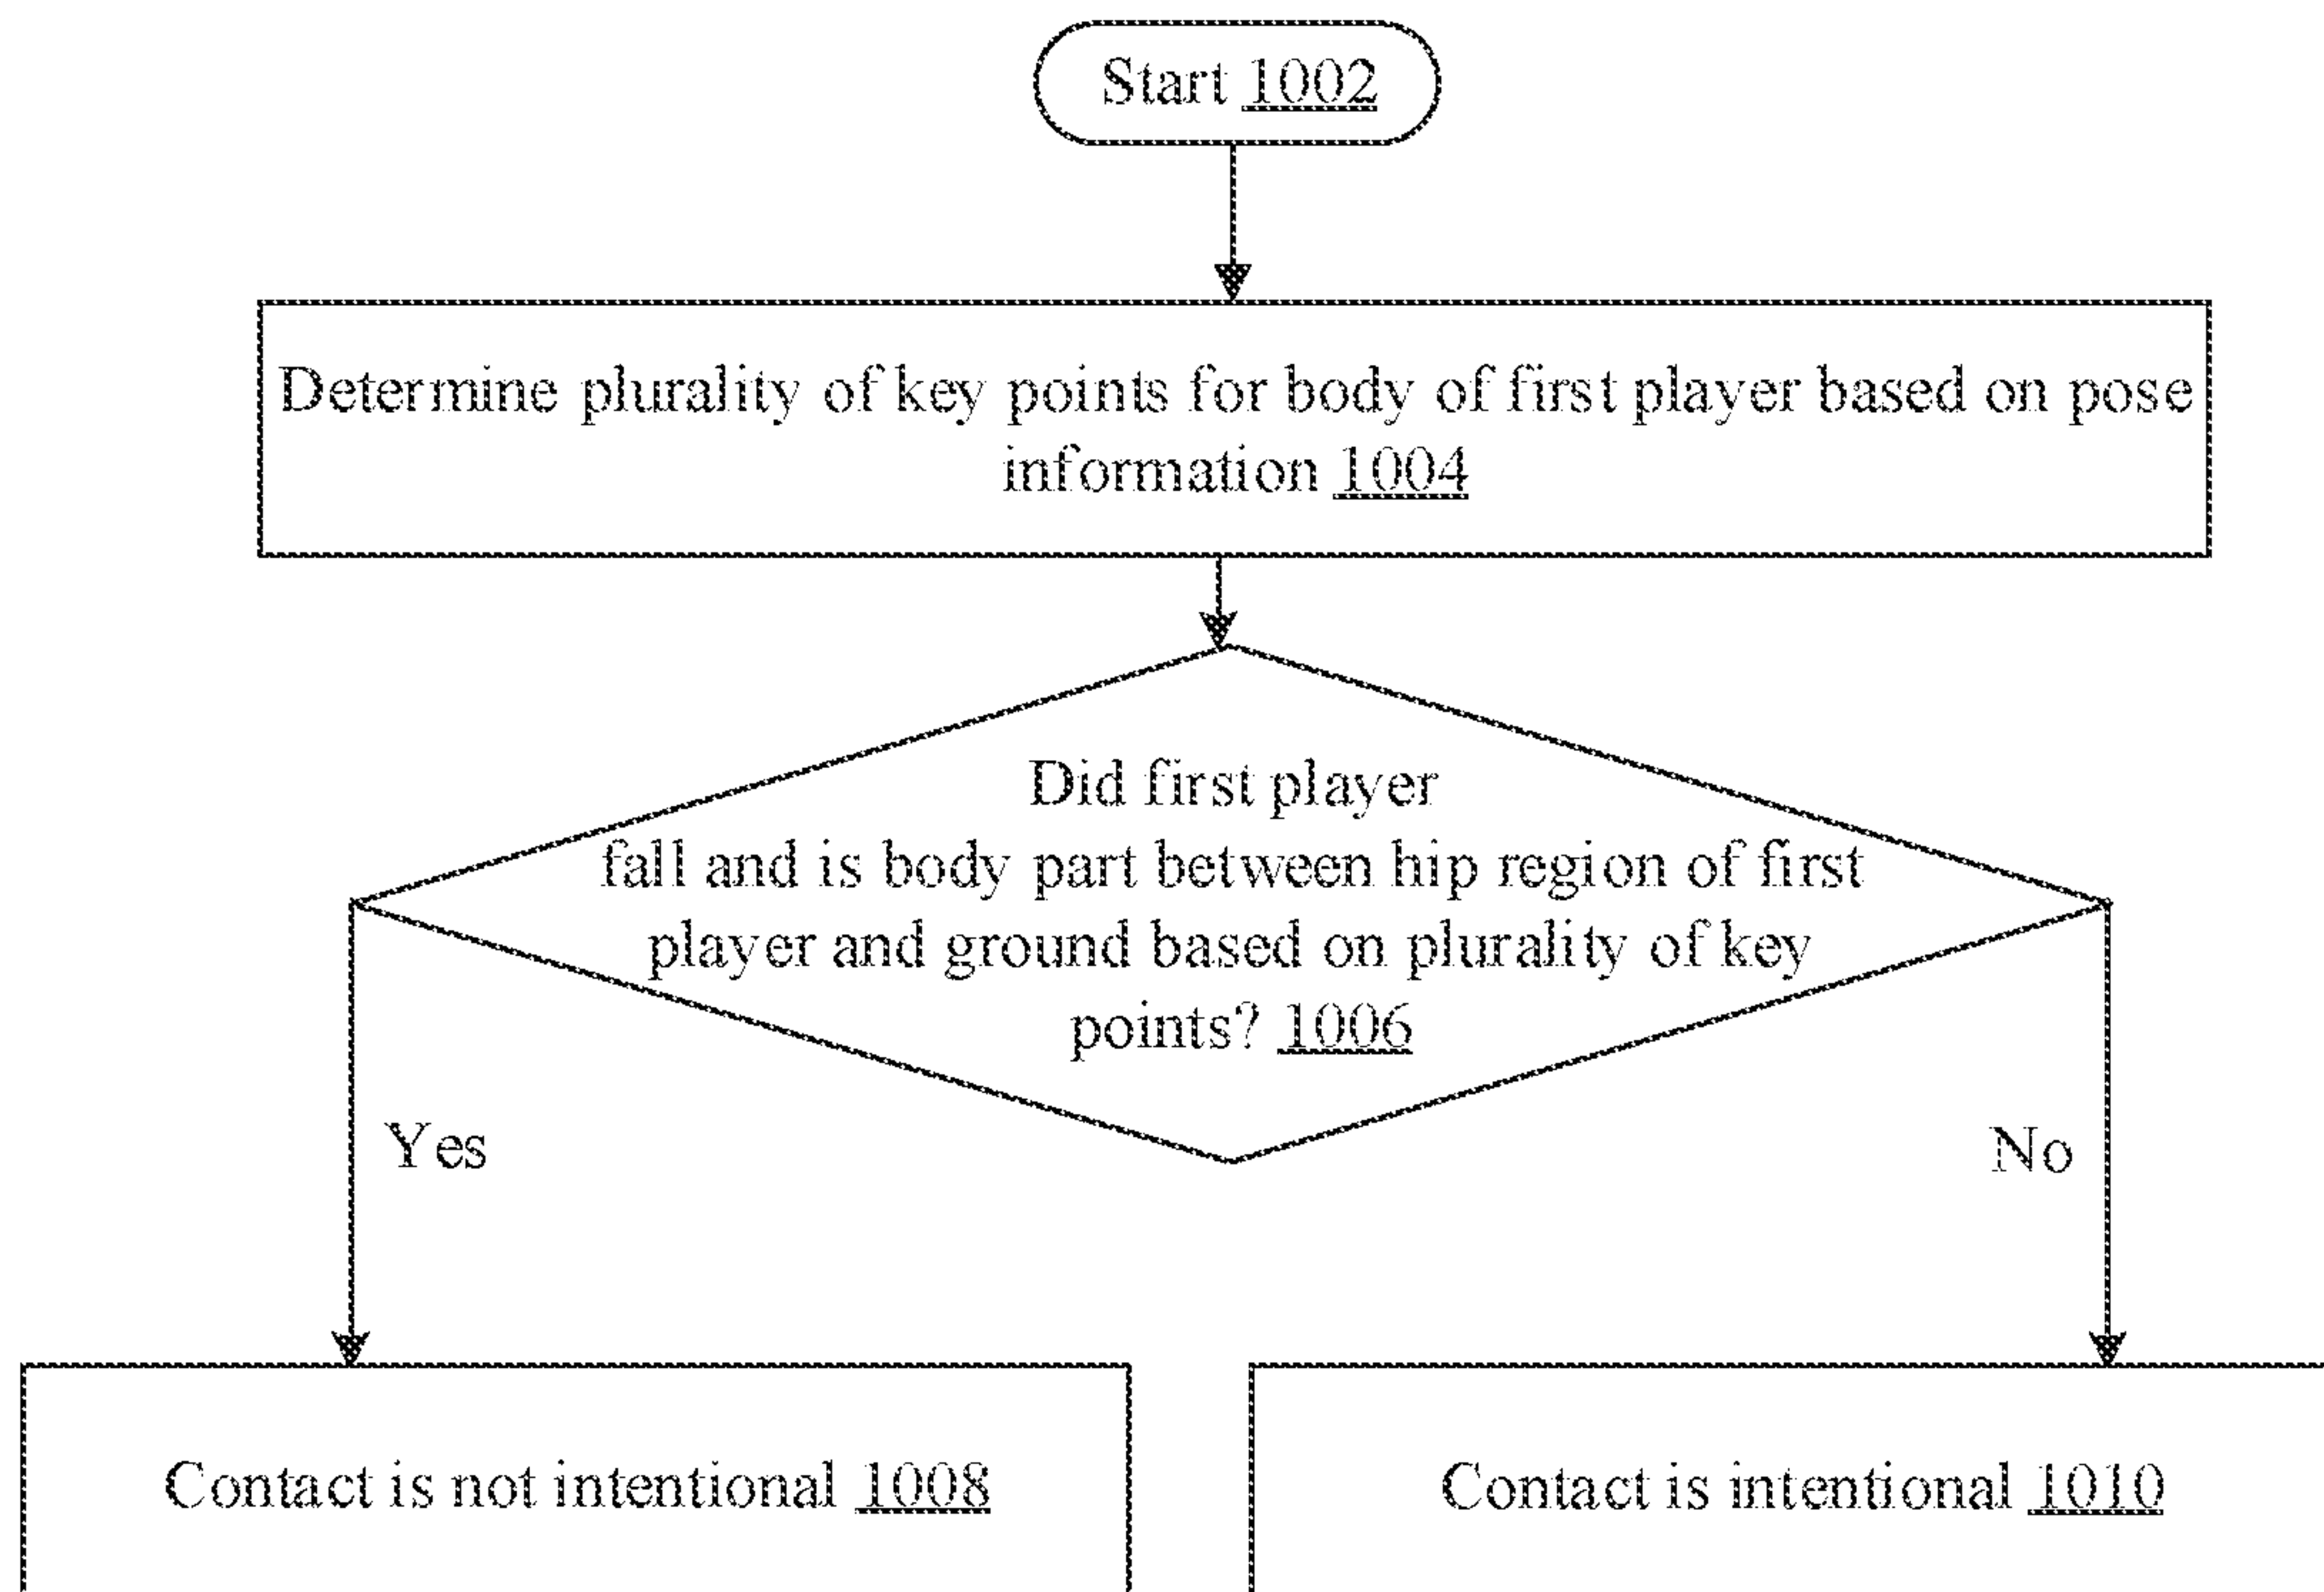 Start 1002
Determine plurality of key points for body of first player based on pose
information 1004
Did first player
fall and is body part between hip region of first
player and ground based on plurality of key
points? 1006
Yes
No
Contact is not intentional 1008
Contact is intentional 1010